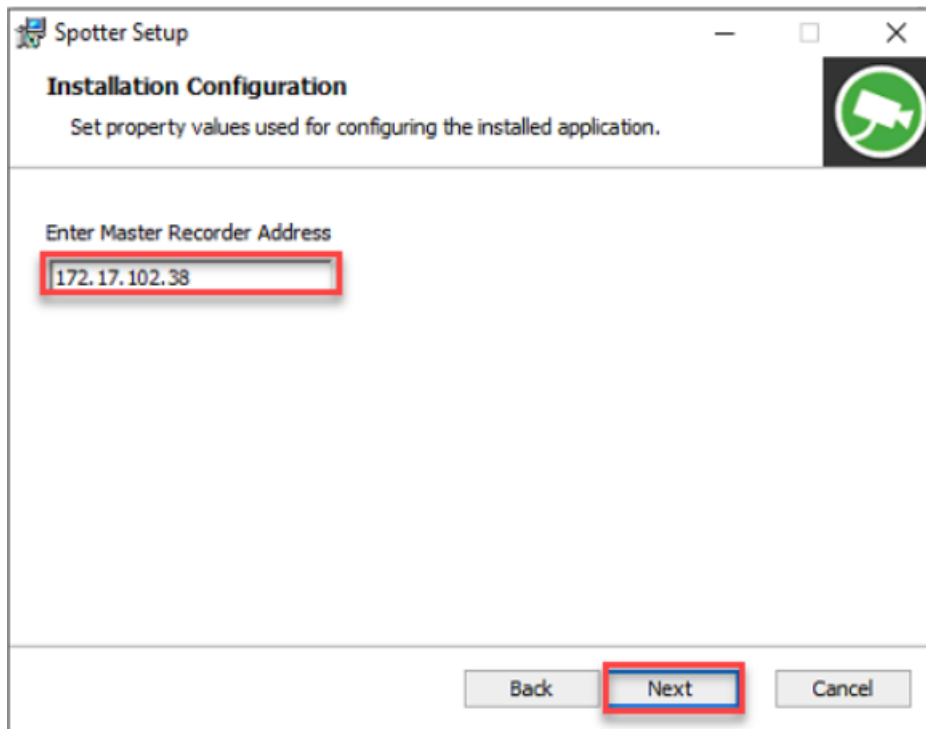 Spotter Setup
Installation Configuration
Set property values used for configuring the installed application.
Enter Master Recorder Address
172.17.102.38
Back Next Cancel